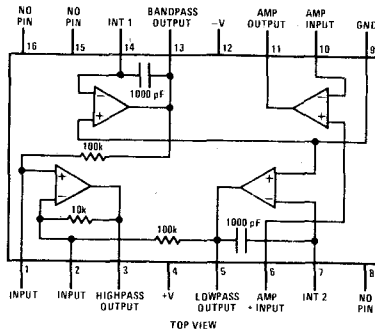 NO PIN
NO PIN
INT 1
BANDPASS OUTPUT
−V
AMP OUTPUT
AMP INPUT
GND
16
15
14
13
12
11
10
9
1000 pF
100k
10k
100k
1000 pF
1
2
3
4
5
6
7
8
INPUT
INPUT
HIGHPASS OUTPUT
+V
LOWPASS OUTPUT
AMP + INPUT
INT 2
NO PIN
TOP VIEW